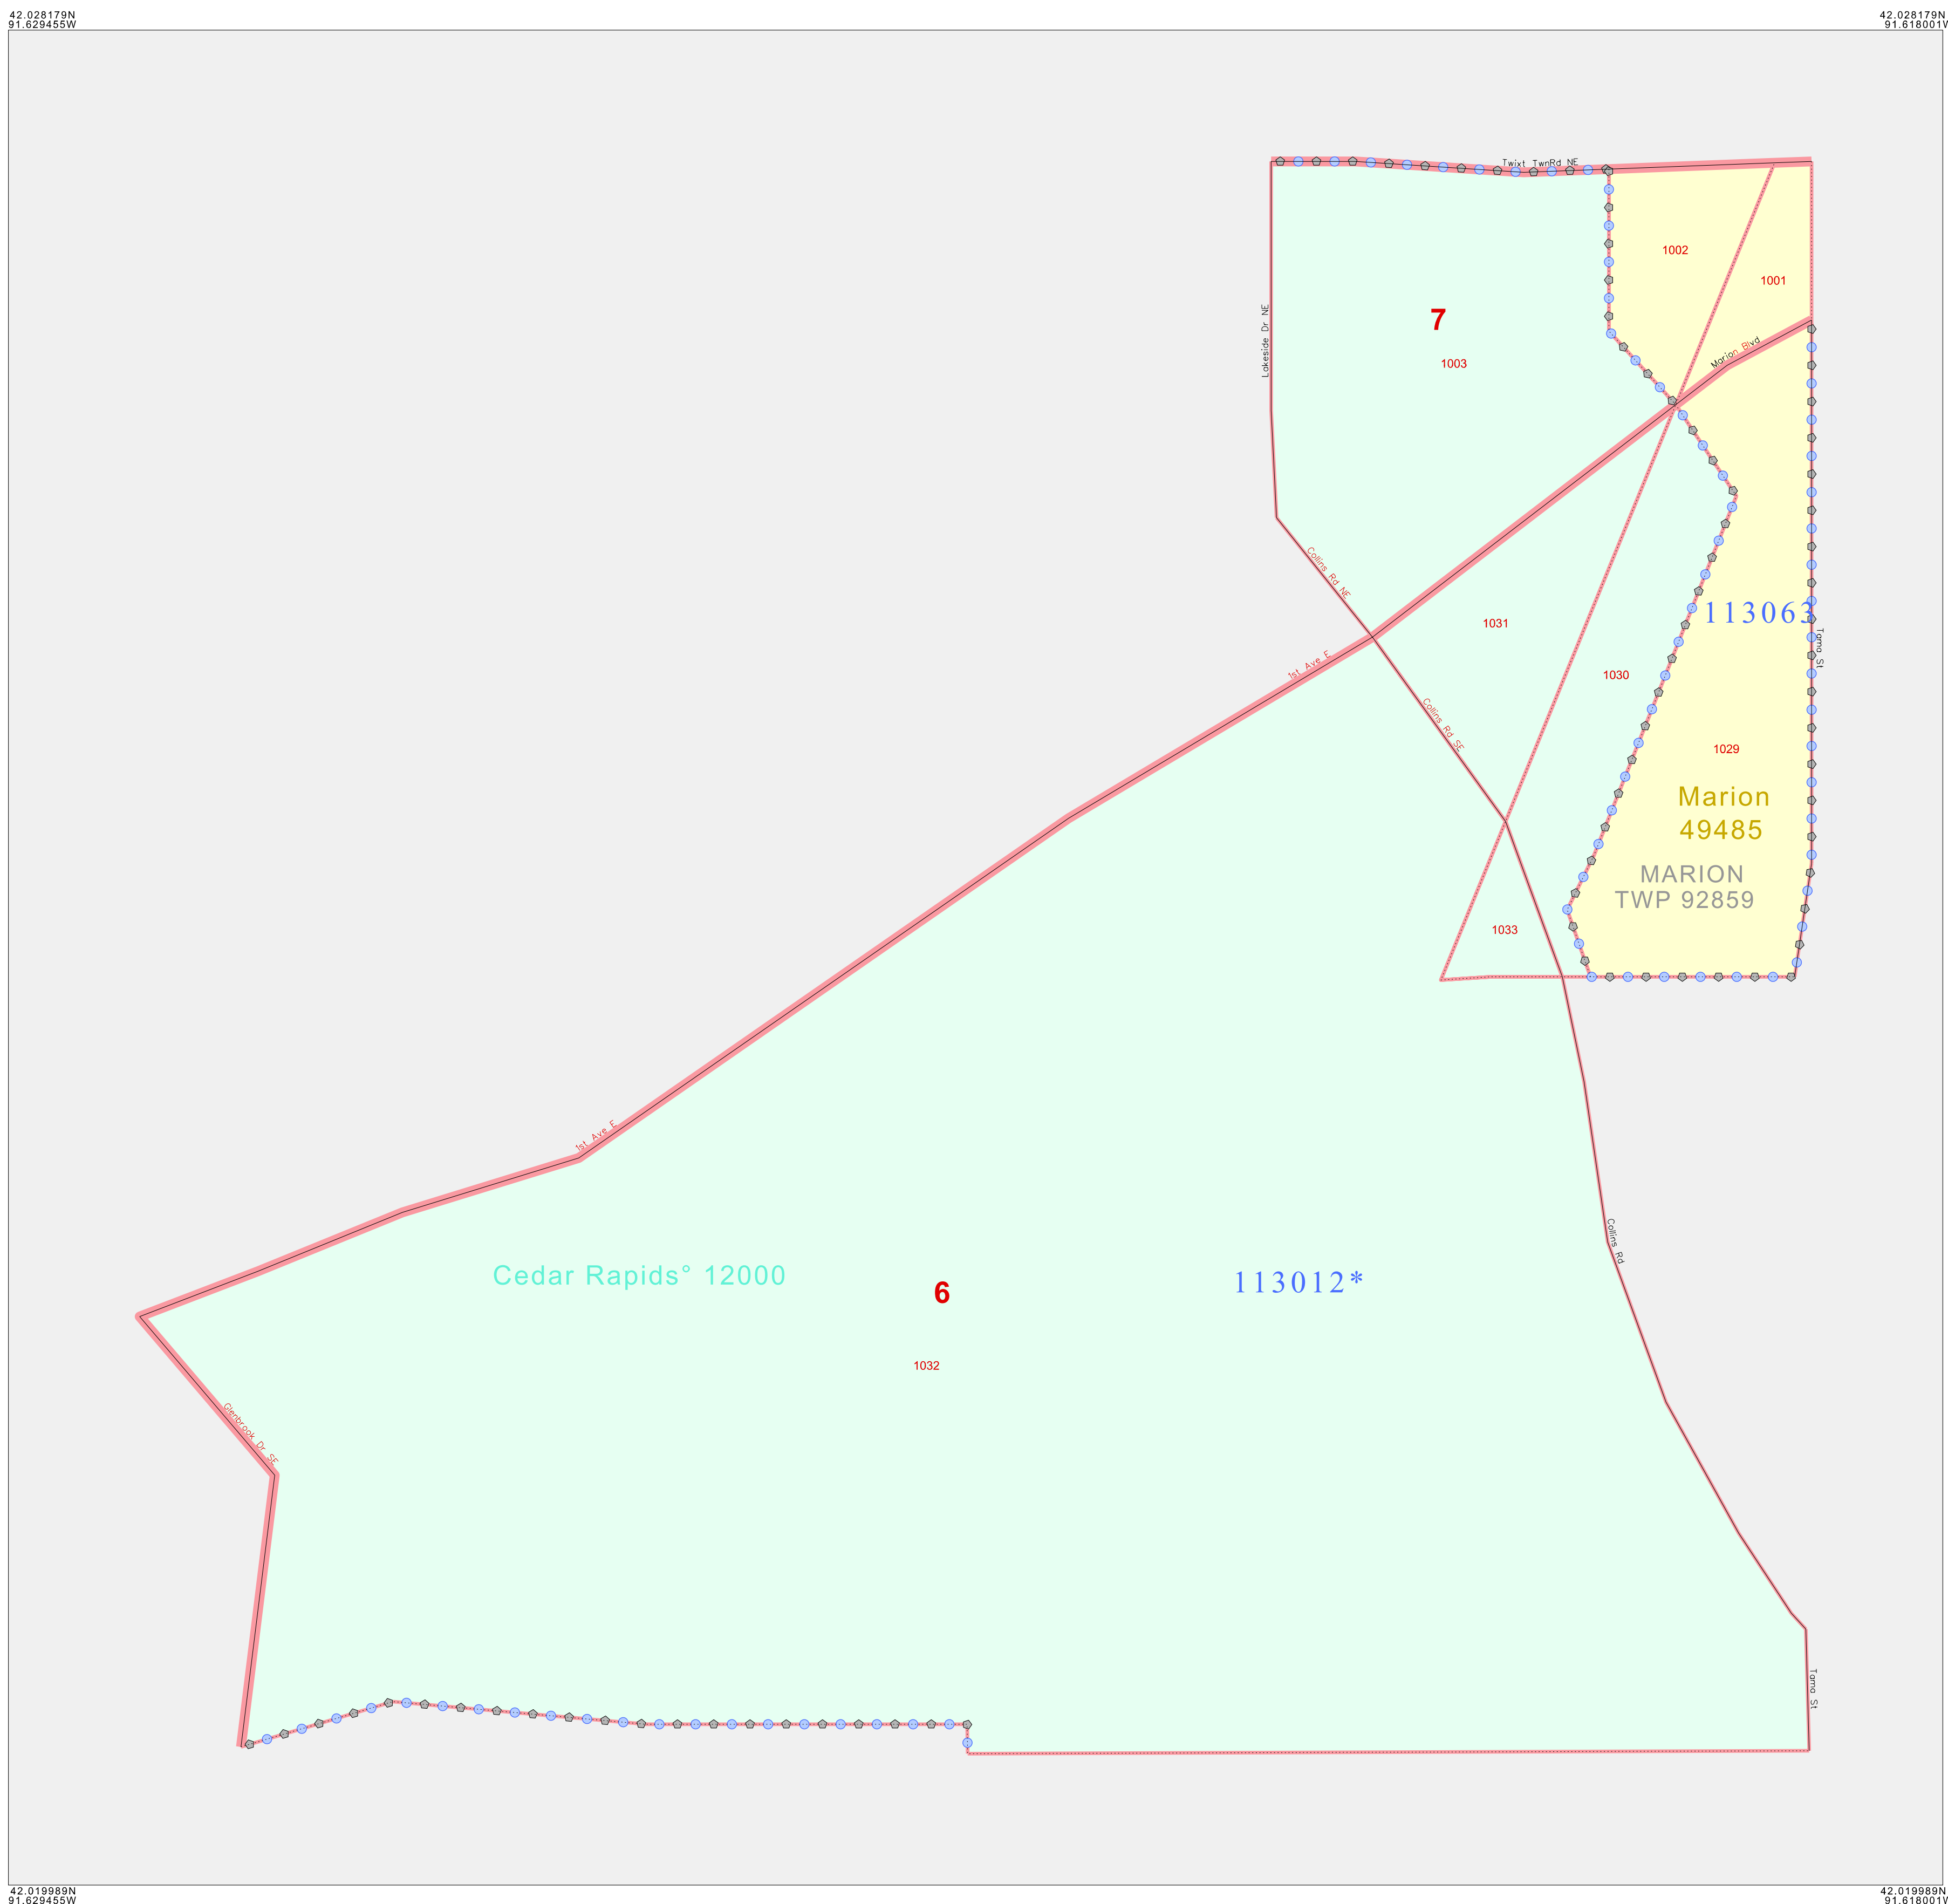 42.028179N
91.629455W
42.028179N
91.618001W
Twixt TwnRd NE
1002
1001
7
Lakeside Dr NE
Marion Blvd
1003
Collins Rd NE
113063
1031
Tama St
1st Ave E
1030
Collins Rd SE
1029
Marion
49485
MARION
TWP 92859
1033
1st Ave E
Collins Rd
Cedar Rapids° 12000
6
113012*
1032
Glenbrook Dr SE
Tama St
42.019989N
91.629455W
42.019989N
91.618001W